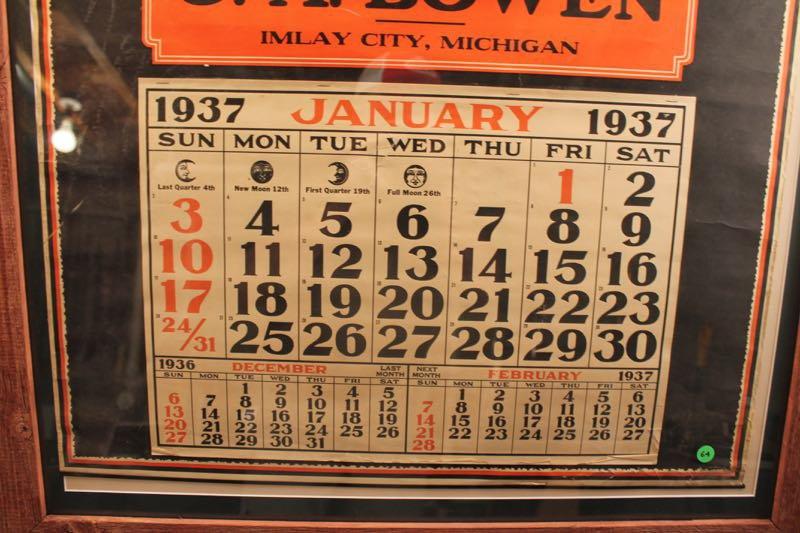 C. A. BOWEN
IMLAY CITY, MICHIGAN
1937 JANUARY 1937
SUN MON TUE WED THU FRI SAT
Last Quarter 4th New Moon 12th First Quarter 19th Full Moon 26th 1 2
3 4 5 6 7 8 9
10 11 12 13 14 15 16
17 18 19 20 21 22 23
24/31 25 26 27 28 29 30
1936 DECEMBER LAST MONTH
SUN MON TUE WED THU FRI SAT
1 2 3 4 5
6 7 8 9 10 11 12
13 14 15 16 17 18 19
20 21 22 23 24 25 26
27 28 29 30 31
NEXT MONTH FEBRUARY 1937
SUN MON TUE WED THU FRI SAT
1 2 3 4 5 6
7 8 9 10 11 12 13
14 15 16 17 18 19 20
21 22 23 24 25 26 27
28
64